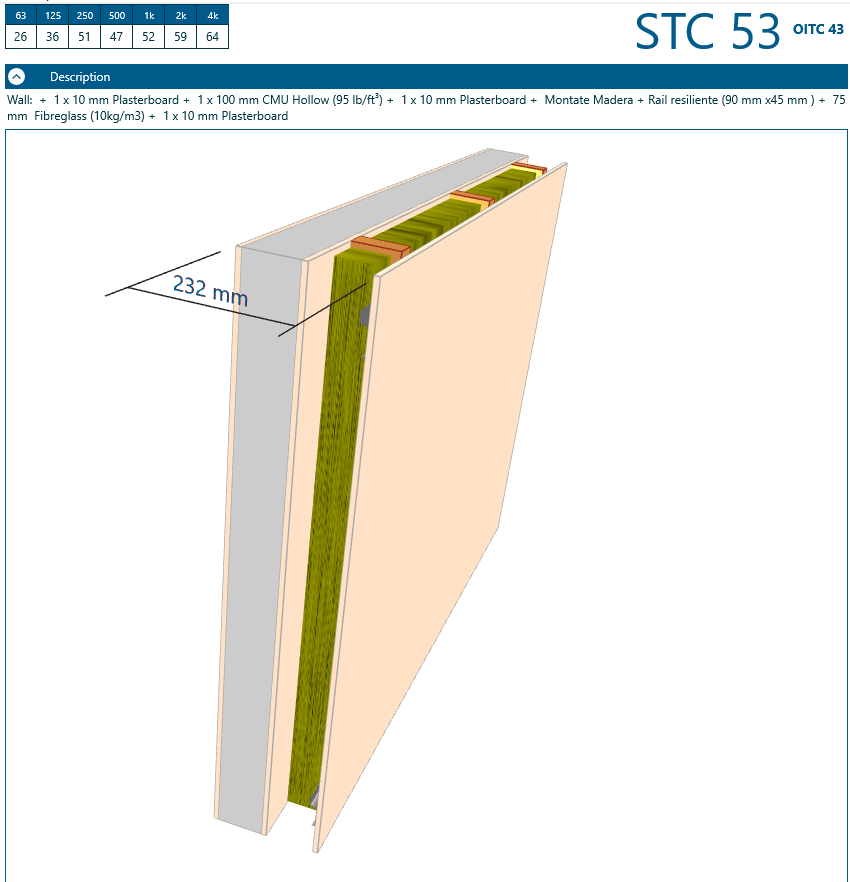 63 125 250 500 1k 2k 4k
26 36 51 47 52 59 64
STC 53 OITC 43
Description
Wall: + 1 x 10 mm Plasterboard + 1 x 100 mm CMU Hollow (95 lb/ft³) + 1 x 10 mm Plasterboard + Montate Madera + Rail resiliente (90 mm x45 mm ) + 75
mm Fibreglass (10kg/m3) + 1 x 10 mm Plasterboard
232 mm